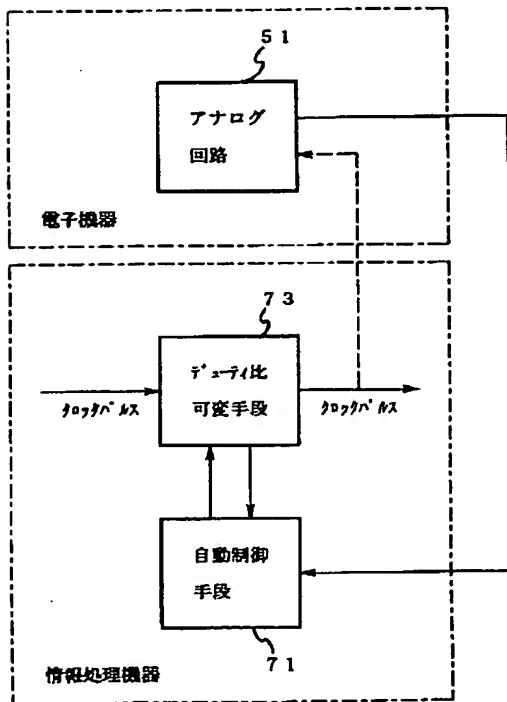 51
アナログ
回路
電子機器
73
デューティ比
可変手段
クロックパルス
クロックパルス
自動制御
手段
71
情報処理機器